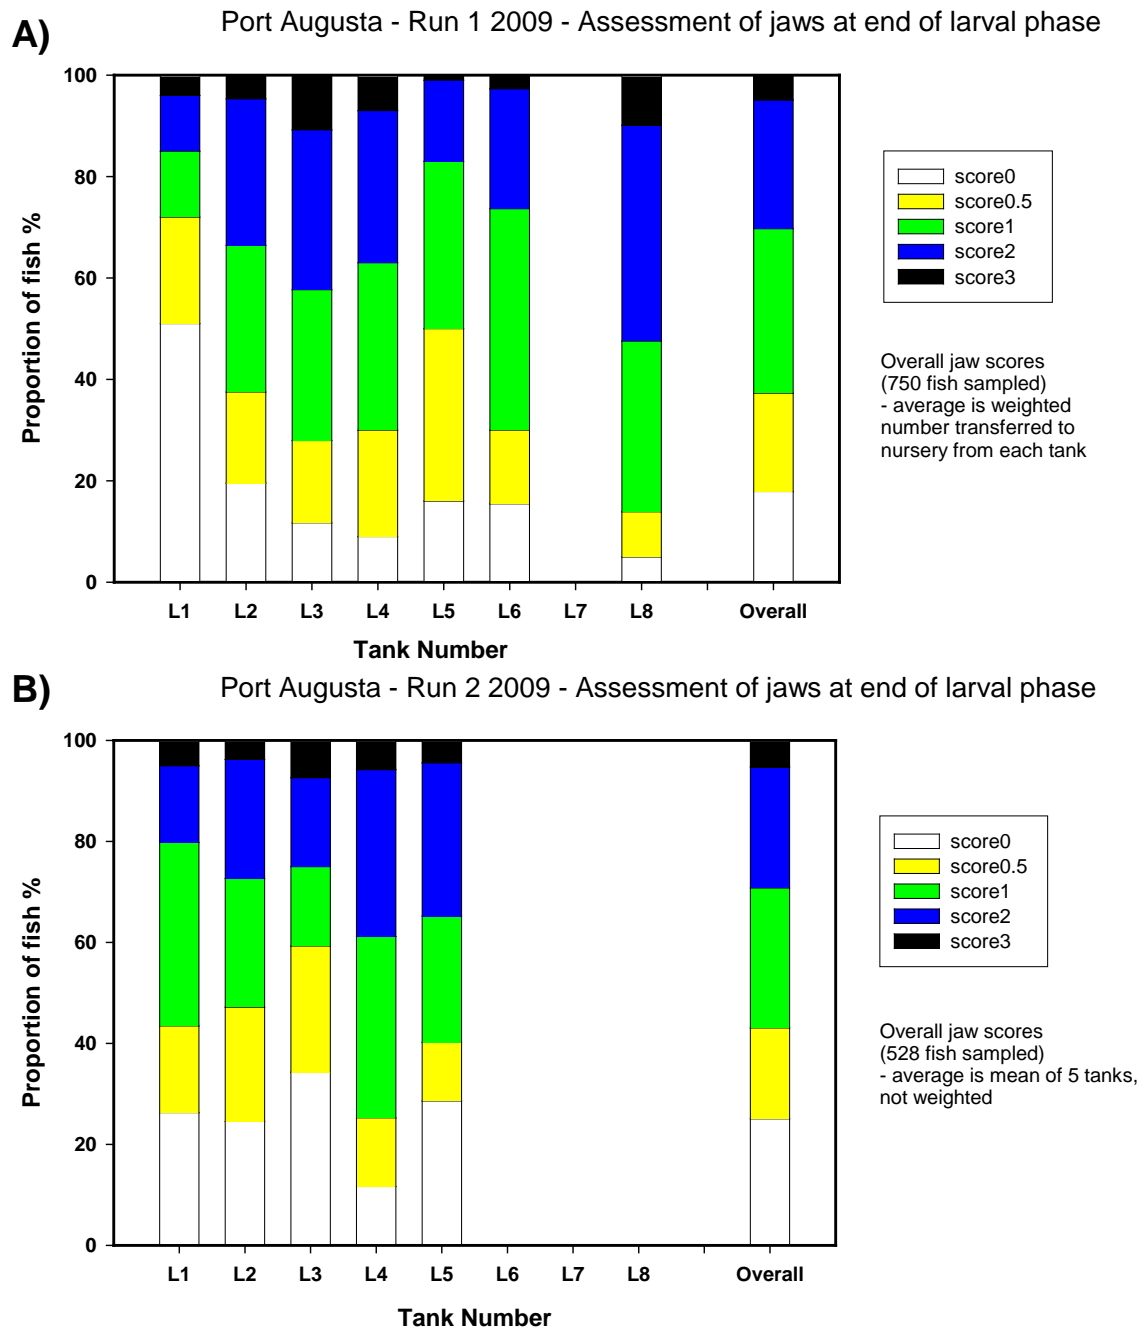 A)
Port Augusta - Run 1 2009 - Assessment of jaws at end of larval phase
Proportion of fish %
100
80
60
40
20
0
L1 L2 L3 L4 L5 L6 L7 L8 Overall
Tank Number
score0
score0.5
score1
score2
score3
Overall jaw scores
(750 fish sampled)
- average is weighted
number transferred to
nursery from each tank
B)
Port Augusta - Run 2 2009 - Assessment of jaws at end of larval phase
Proportion of fish %
100
80
60
40
20
0
L1 L2 L3 L4 L5 L6 L7 L8 Overall
Tank Number
score0
score0.5
score1
score2
score3
Overall jaw scores
(528 fish sampled)
- average is mean of 5 tanks,
not weighted